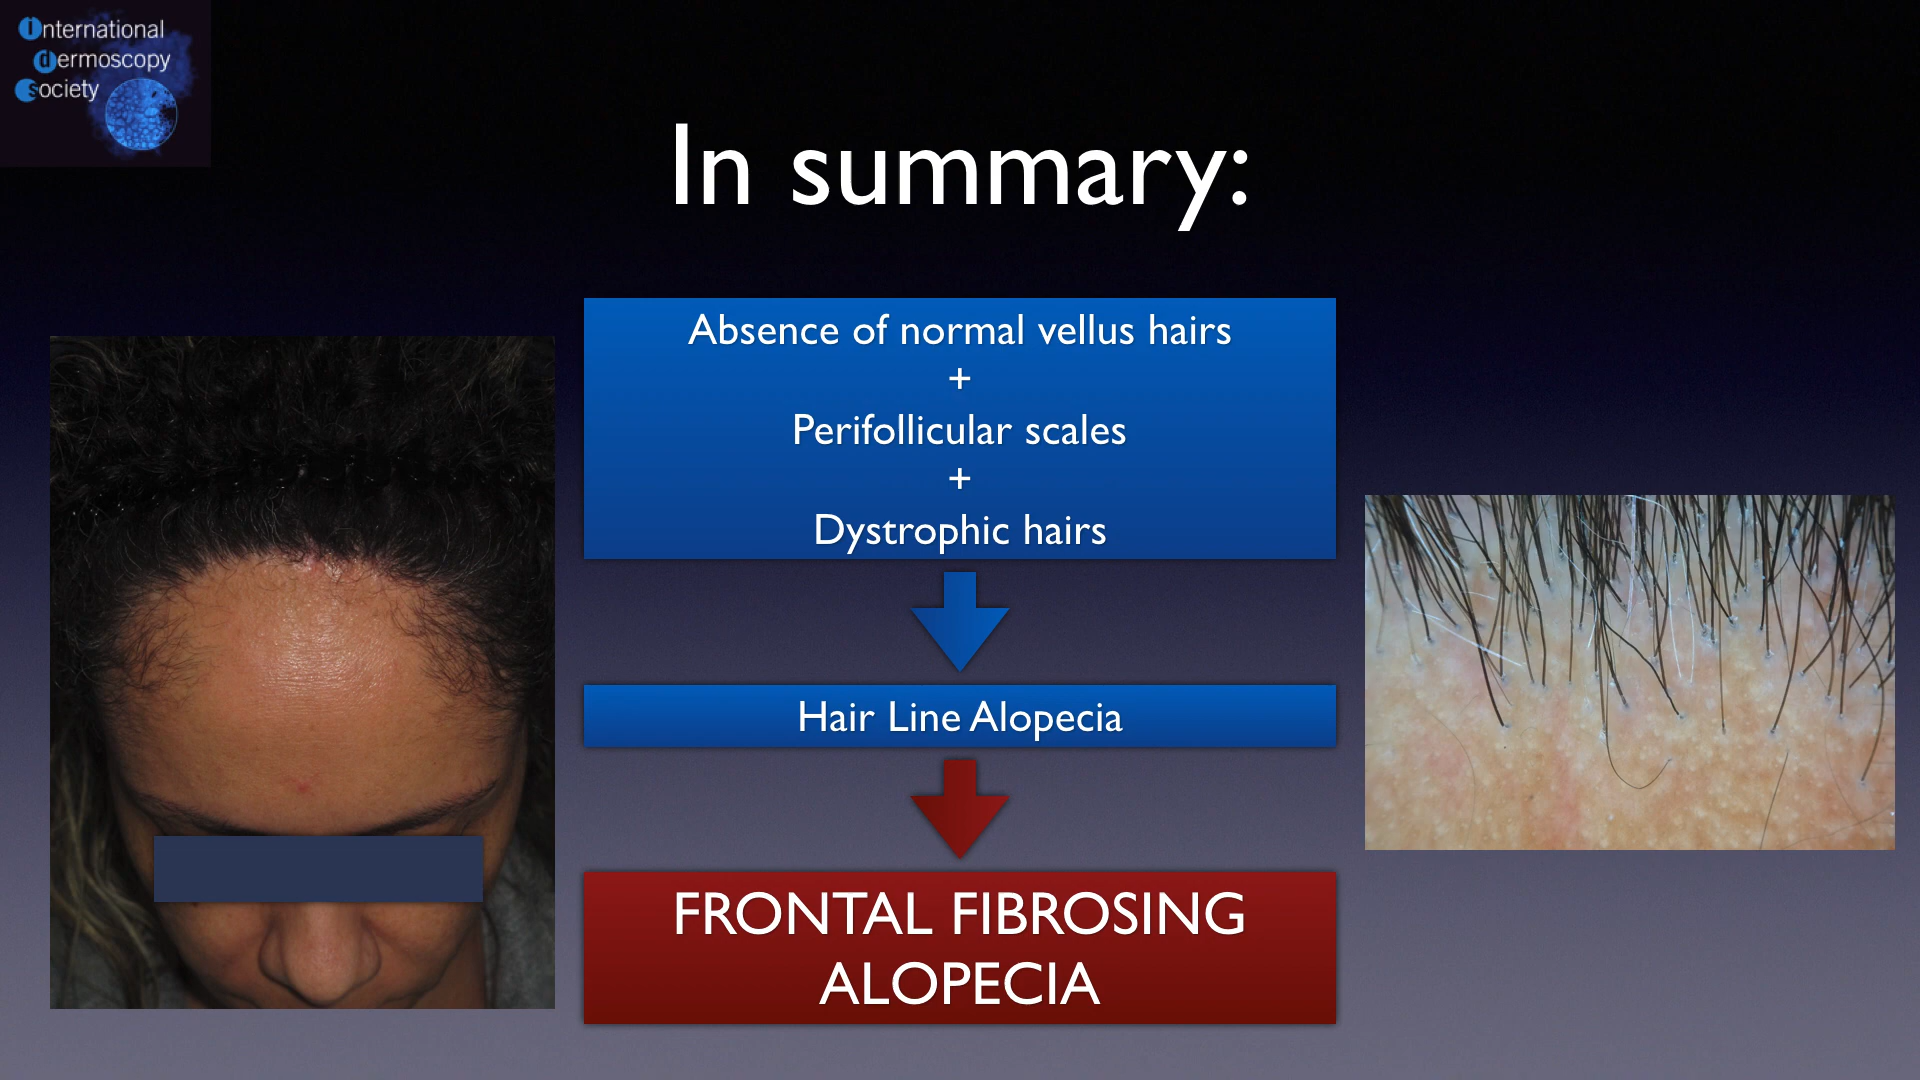 international
dermoscopy
society
In summary:
Absence of normal vellus hairs
+
Perifollicular scales
+
Dystrophic hairs
Hair Line Alopecia
FRONTAL FIBROSING
ALOPECIA